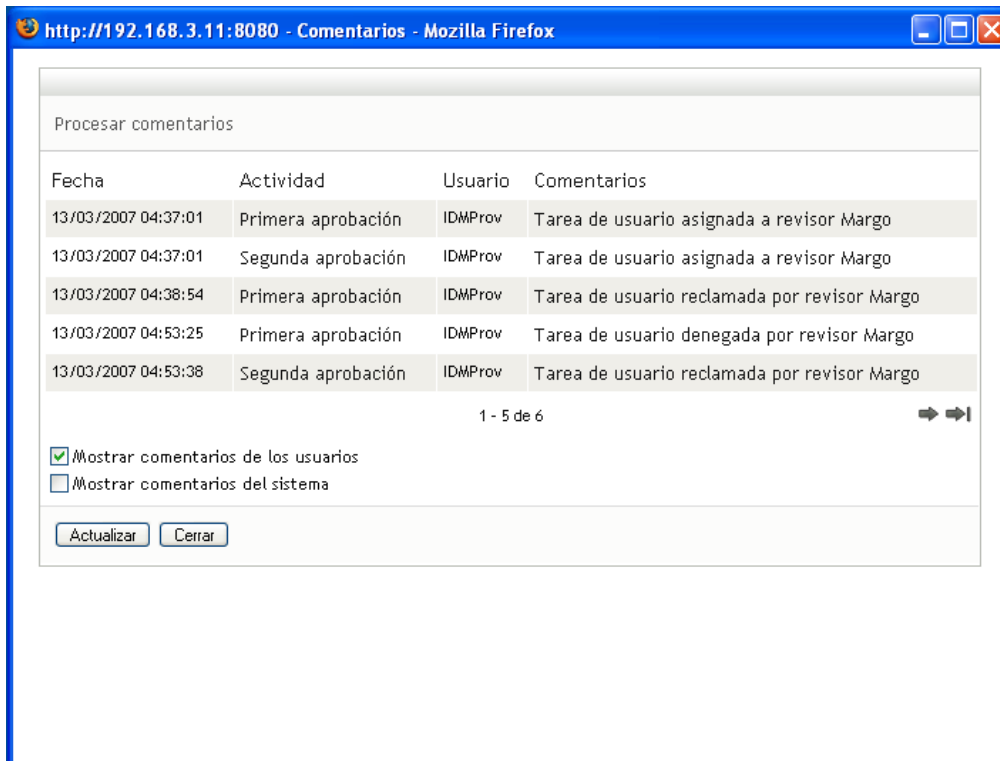 http://192.168.3.11:8080 - Comentarios - Mozilla Firefox
Procesar comentarios
Fecha Actividad Usuario Comentarios
13/03/2007 04:37:01 Primera aprobación IDMProv Tarea de usuario asignada a revisor Margo
13/03/2007 04:37:01 Segunda aprobación IDMProv Tarea de usuario asignada a revisor Margo
13/03/2007 04:38:54 Primera aprobación IDMProv Tarea de usuario reclamada por revisor Margo
13/03/2007 04:53:25 Primera aprobación IDMProv Tarea de usuario denegada por revisor Margo
13/03/2007 04:53:38 Segunda aprobación IDMProv Tarea de usuario reclamada por revisor Margo
1 - 5 de 6
Mostrar comentarios de los usuarios
Mostrar comentarios del sistema
Actualizar Cerrar